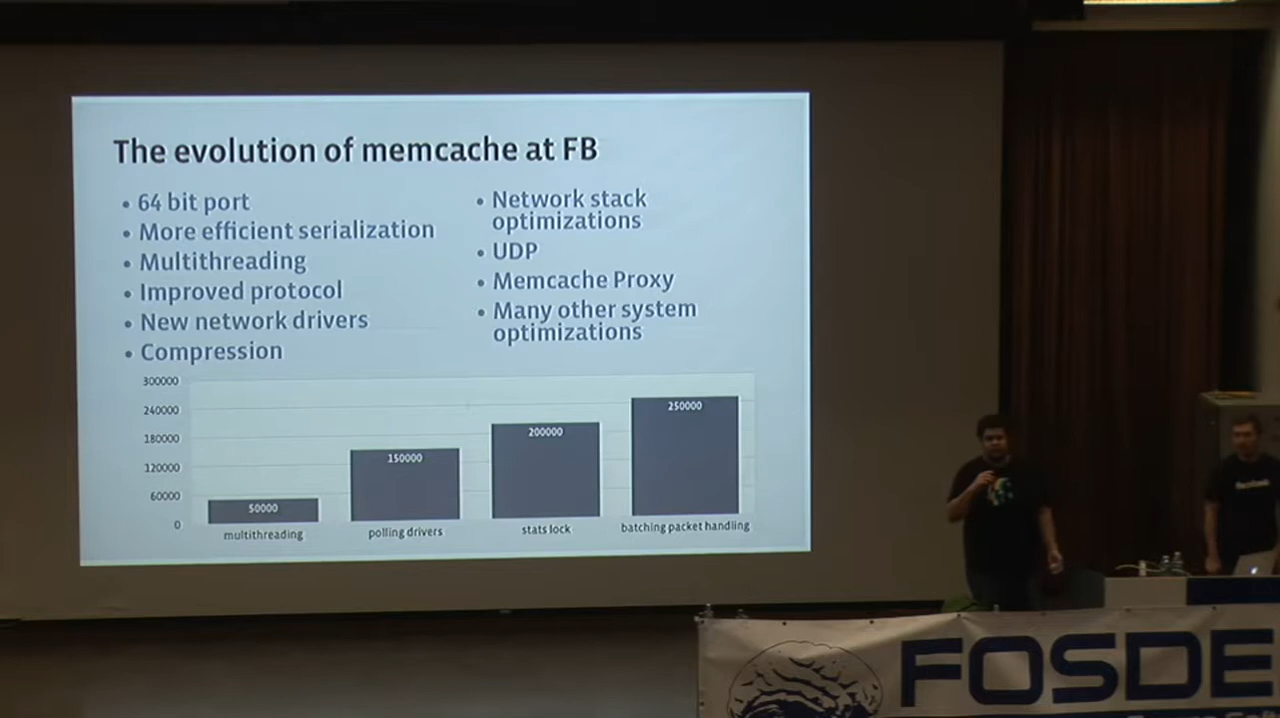 The evolution of memcache at FB
• 64 bit port
• More efficient serialization
• Multithreading
• Improved protocol
• New network drivers
• Compression
• Network stack
optimizations
• UDP
• Memcache Proxy
• Many other system
optimizations
300000
240000
180000
120000
60000
0
50000
150000
200000
250000
multithreading
polling drivers
stats lock
batching packet handling
FOSDE